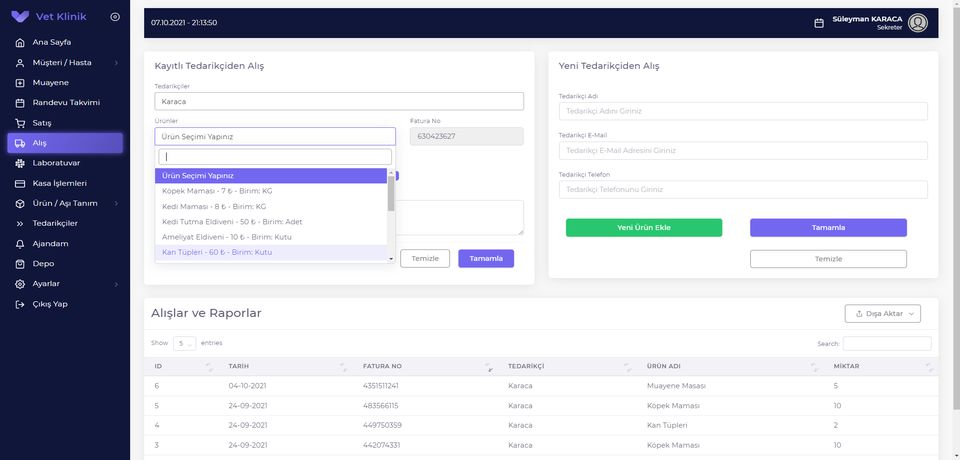 Vet Klinik
Ana Sayfa
Müşteri / Hasta
Muayene
Randevu Takvimi
Satış
Alış
Laboratuvar
Kasa İşlemleri
Ürün / Aşı Tanım
Tedarikçiler
Ajandam
Depo
Ayarlar
Çıkış Yap
07.10.2021 - 21:13:50
Süleyman KARACA
Sekreter
Kayıtlı Tedarikçiden Alış
Tedarikçiler
Karaca
Ürünler
Fatura No
Ürün Seçimi Yapınız
630423627
Ürün Seçimi Yapınız
Köpek Maması - 7 ₺ - Birim: KG
Kedi Maması - 8 ₺ - Birim: KG
Kedi Tutma Eldiveni - 50 ₺ - Birim: Adet
Ameliyat Eldiveni - 10 ₺ - Birim: Kutu
Kan Tüpleri - 60 ₺ - Birim: Kutu
Temizle
Tamamla
Yeni Tedarikçiden Alış
Tedarikçi Adı
Tedarikçi Adını Giriniz
Tedarikçi E-Mail
Tedarikçi E-Mail Adresini Giriniz
Tedarikçi Telefon
Tedarikçi Telefonunu Giriniz
Yeni Ürün Ekle
Tamamla
Temizle
Alışlar ve Raporlar
Dışa Aktar
Show 5 entries
Search:
ID TARİH FATURA NO TEDARİKÇİ ÜRÜN ADI MİKTAR
6 04-10-2021 4351511241 Karaca Muayene Masası 5
5 24-09-2021 483566115 Karaca Köpek Maması 10
4 24-09-2021 449750359 Karaca Kan Tüpleri 2
3 24-09-2021 442074331 Karaca Köpek Maması 10